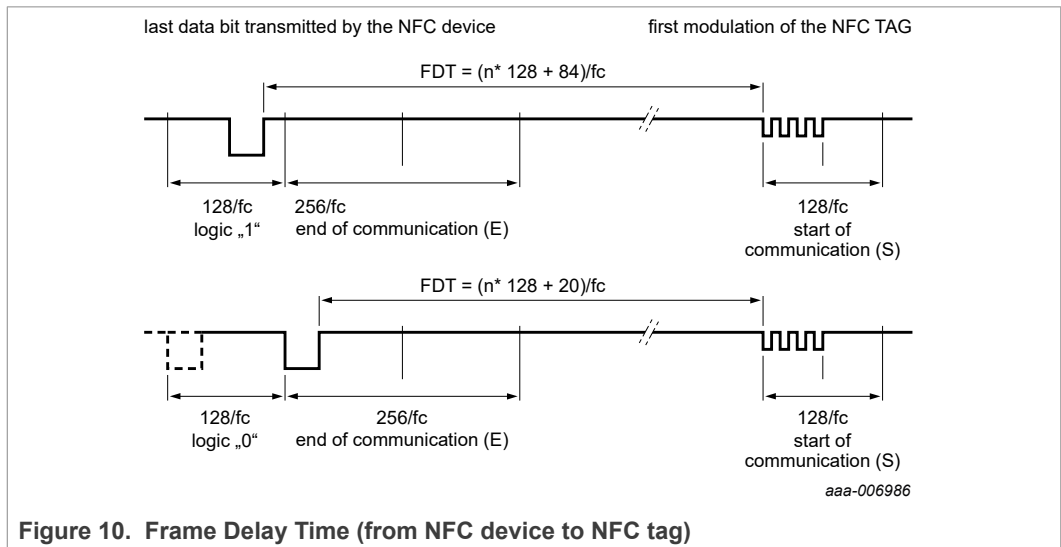 last data bit transmitted by the NFC device
first modulation of the NFC TAG
FDT = (n* 128 + 84)/fc
128/fc
logic „1“
256/fc
end of communication (E)
128/fc
start of
communication (S)
FDT = (n* 128 + 20)/fc
128/fc
logic „0“
256/fc
end of communication (E)
128/fc
start of
communication (S)
aaa-006986
Figure 10. Frame Delay Time (from NFC device to NFC tag)